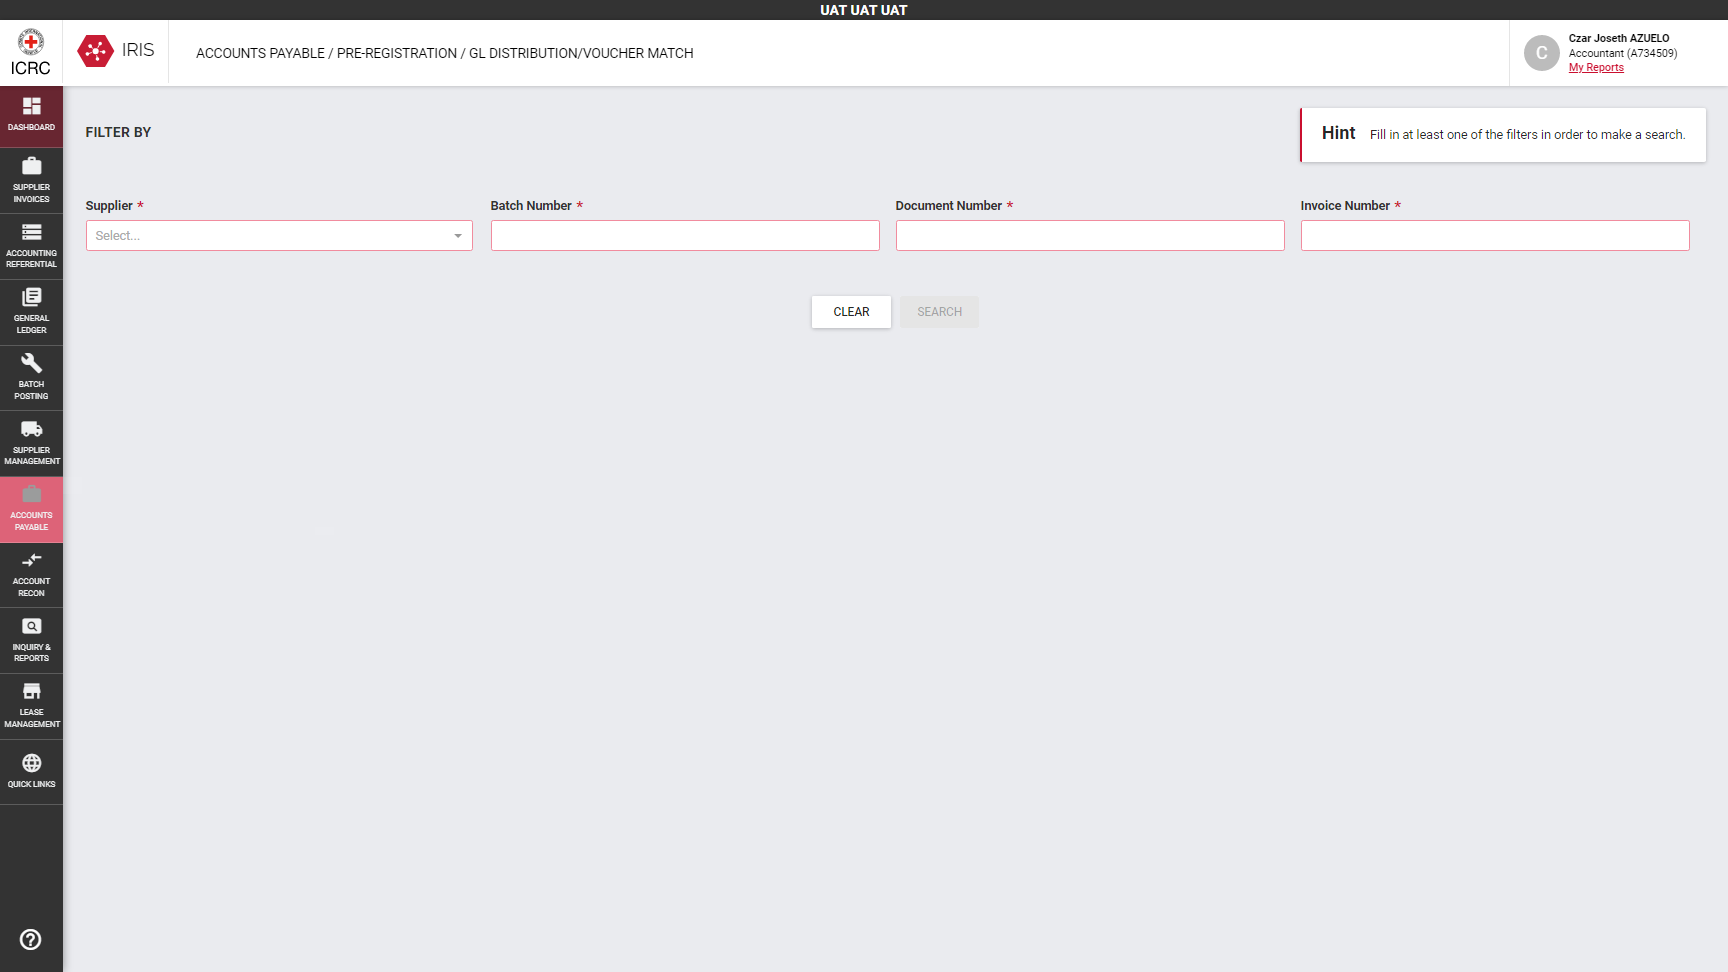 UAT UAT UAT
ICRC
IRIS
ACCOUNTS PAYABLE / PRE-REGISTRATION / GL DISTRIBUTION/VOUCHER MATCH
C
Czar Joseth AZUELO
Accountant (A734509)
My Reports
DASHBOARD
SUPPLIER
INVOICES
ACCOUNTING
REFERENTIAL
GENERAL
LEDGER
BATCH
POSTING
SUPPLIER
MANAGEMENT
ACCOUNTS
PAYABLE
ACCOUNT
RECON
INQUIRY &
REPORTS
LEASE
MANAGEMENT
QUICK LINKS
FILTER BY
Hint Fill in at least one of the filters in order to make a search.
Supplier * Batch Number * Document Number * Invoice Number *
Select...
CLEAR SEARCH